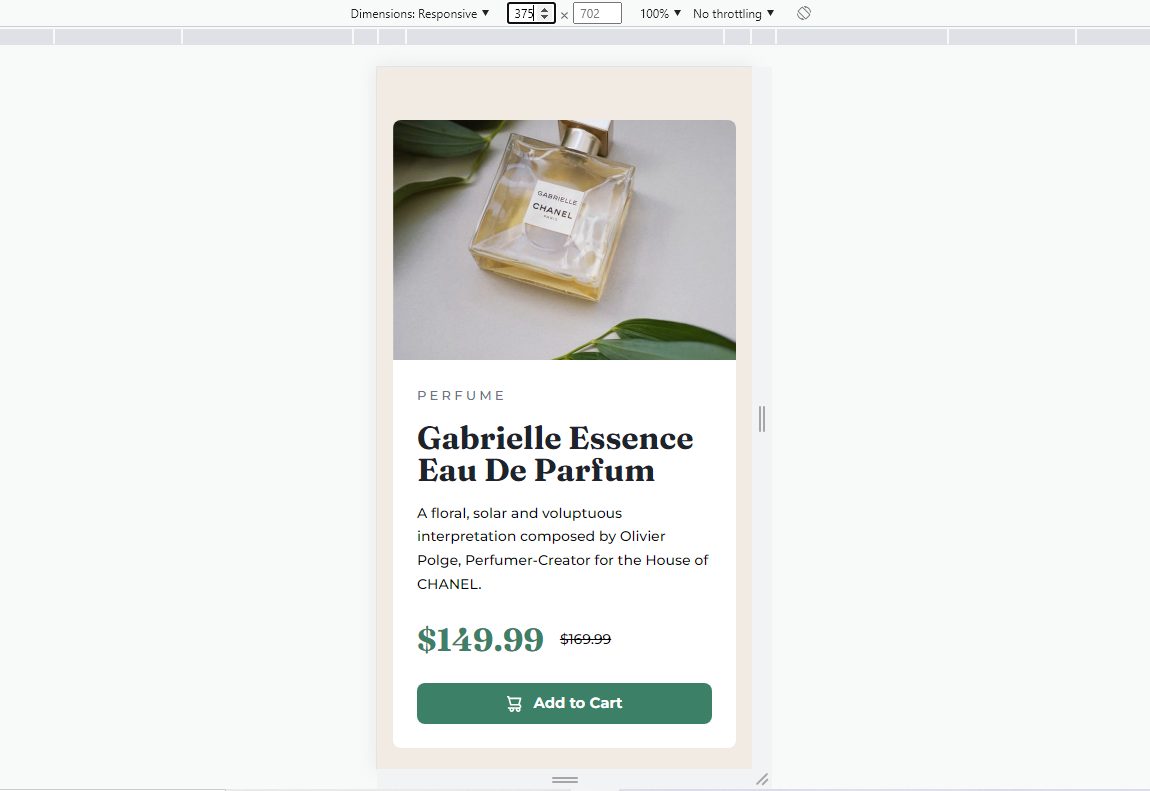 Dimensions: Responsive ▼ 375 × 702 100% ▼ No throttling ▼
GABRIELLE
CHANEL
PARIS
PERFUME
Gabrielle Essence
Eau De Parfum
A floral, solar and voluptuous
interpretation composed by Olivier
Polge, Perfumer-Creator for the House of
CHANEL.
$149.99 $169.99
Add to Cart